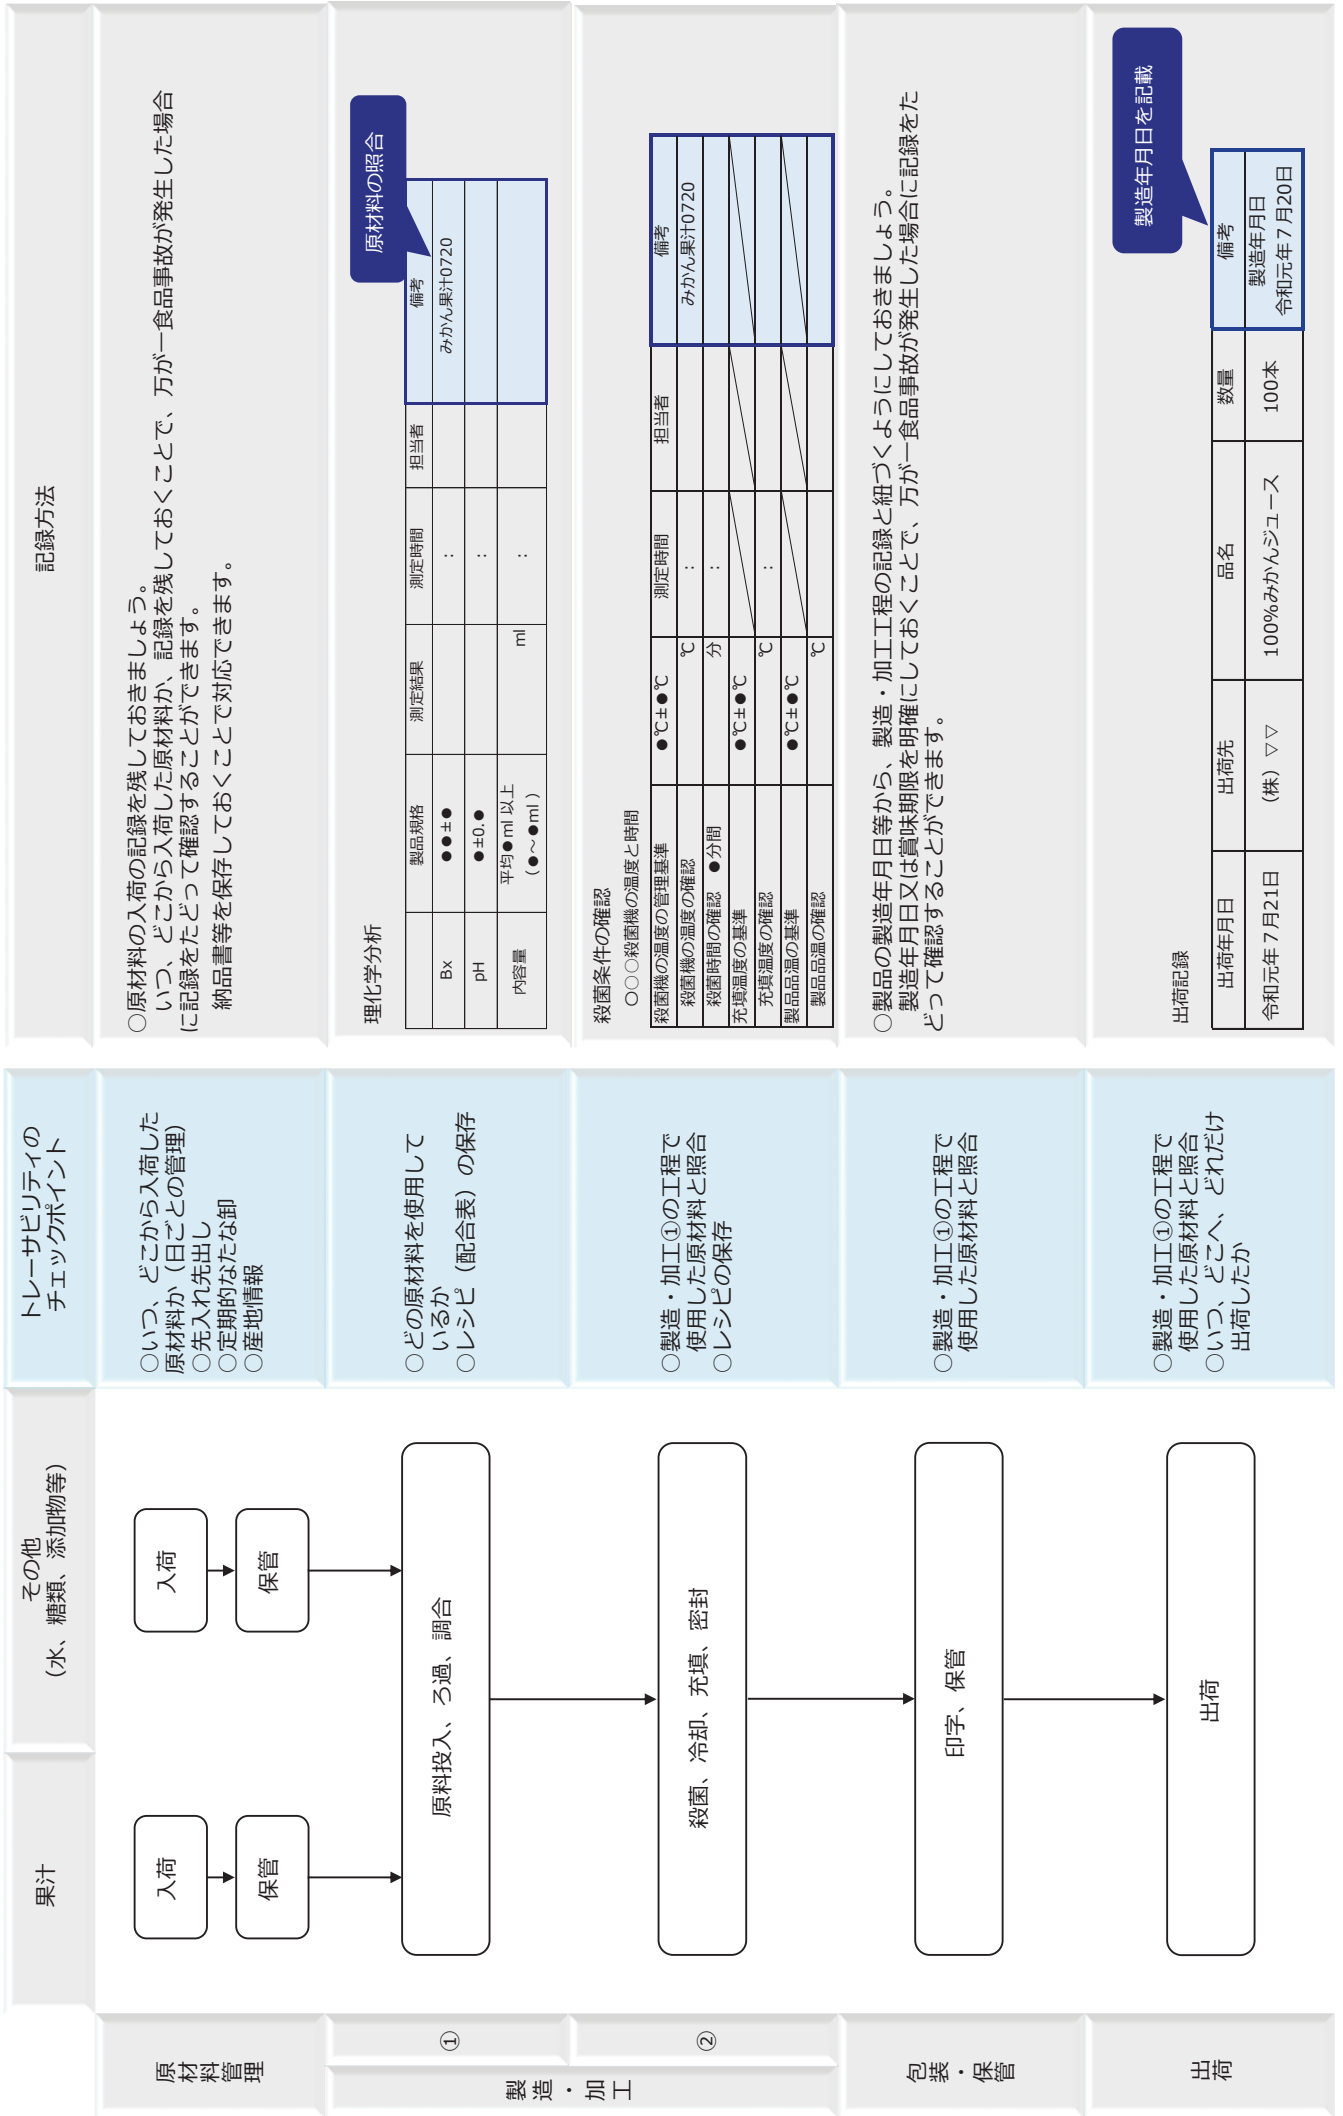 果汁
その他
（水、糖類、添加物等）
トレーサビリティの
チェックポイント
記録方法
原材料管理
入荷
保管
入荷
保管
○いつ、どこから入荷した
原材料か（日ごとの管理）
○先入れ先出し
○定期的なたな卸
○産地情報
○原材料の入荷の記録を残しておきましょう。
いつ、どこから入荷した原材料か、記録を残しておくことで、万が一食品事故が発生した場合
に記録をたどって確認することができます。
納品書等を保存しておくことで対応できます。
製造・加工
①
原料投入、ろ過、調合
○どの原材料を使用して
いるか
○レシピ（配合表）の保存
理化学分析
原材料の照合
製品規格 測定結果 測定時間 担当者 備考
Bx ●●±● ： みかん果汁0720
pH ●±0.● ：
内容量 平均●ml 以上 ml ：
（●～●ml ）
②
殺菌、冷却、充填、密封
○製造・加工①の工程で
使用した原材料と照合
○レシピの保存
殺菌条件の確認
○○○殺菌機の温度と時間
殺菌機の温度の管理基準 ●℃±●℃ 測定時間 担当者 備考
殺菌機の温度の確認 ℃ ： みかん果汁0720
殺菌時間の確認 ●分間 分 ：
充填温度の基準 ●℃±●℃
充填温度の確認 ℃ ：
製品品温の基準 ●℃±●℃
製品品温の確認 ℃
包装・保管
印字、保管
○製造・加工①の工程で
使用した原材料と照合
○製品の製造年月日等から、製造・加工工程の記録と紐づくようにしておきましょう。
製造年月日又は賞味期限を明確にしておくことで、万が一食品事故が発生した場合に記録をた
どって確認することができます。
出荷
出荷
○製造・加工①の工程で
使用した原材料と照合
○いつ、どこへ、どれだけ
出荷したか
出荷記録
製造年月日を記載
出荷年月日 出荷先 品名 数量 備考
令和元年７月21日 （株）▽▽ 100%みかんジュース 100本 製造年月日
令和元年７月20日